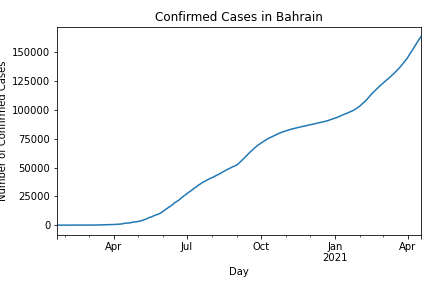 Confirmed Cases in Bahrain
Number of Confirmed Cases
150000
125000
100000
75000
50000
25000
0
Apr
Jul
Oct
Jan
2021
Apr
Day